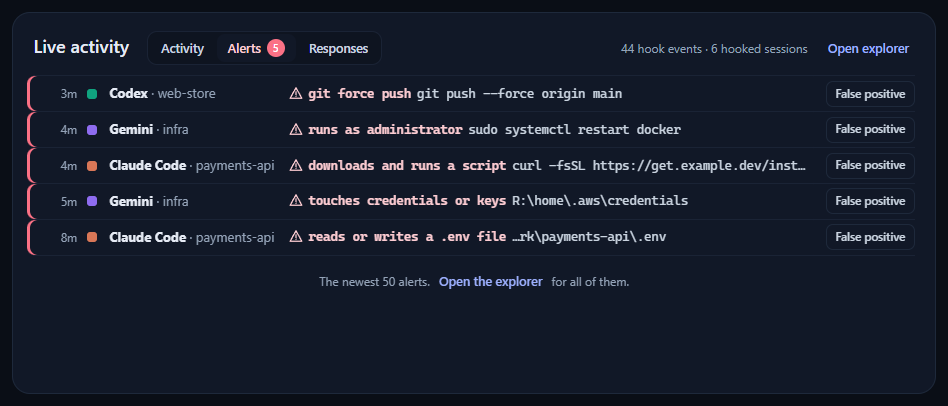 Live activity Activity Alerts 5 Responses 44 hook events · 6 hooked sessions Open explorer
3m Codex · web-store ⚠ git force push git push --force origin main False positive
4m Gemini · infra ⚠ runs as administrator sudo systemctl restart docker False positive
4m Claude Code · payments-api ⚠ downloads and runs a script curl -fsSL https://get.example.dev/inst… False positive
5m Gemini · infra ⚠ touches credentials or keys R:\home\.aws\credentials False positive
8m Claude Code · payments-api ⚠ reads or writes a .env file …rk\payments-api\.env False positive
The newest 50 alerts. Open the explorer for all of them.